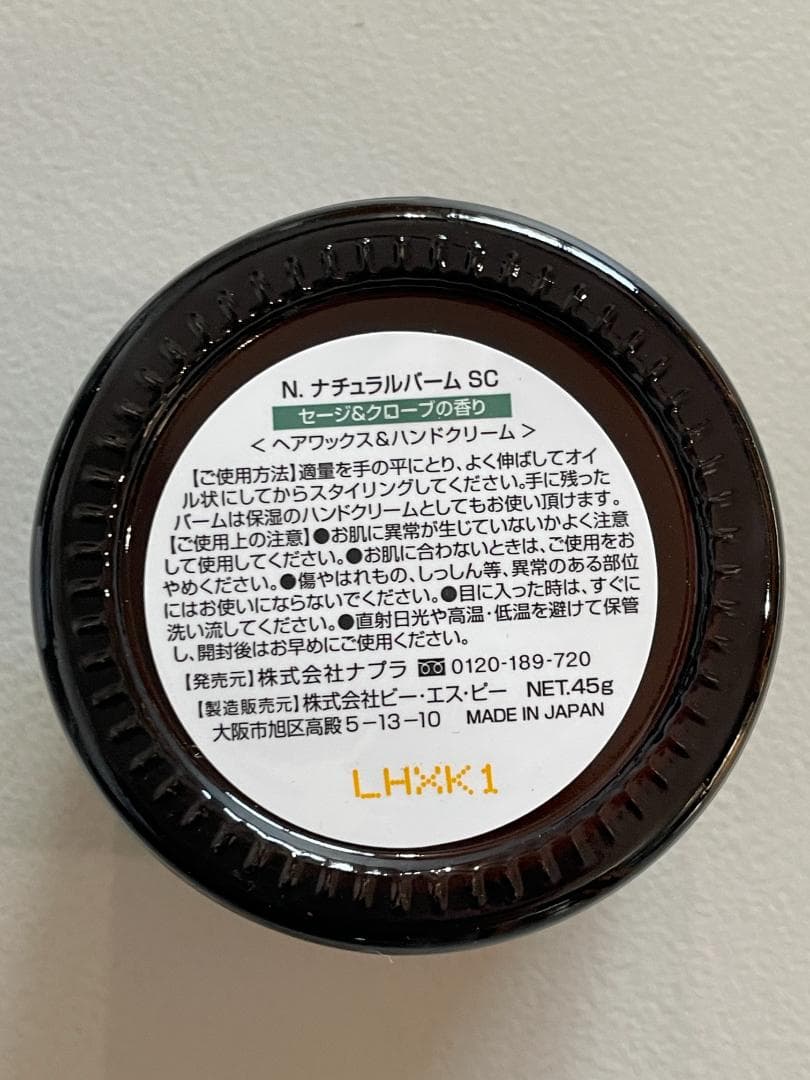 N. ナチュラルバーム SC
セージ&クローブの香り
< ヘアワックス&ハンドクリーム >
【ご使用方法】適量を手の平にとり、よく伸ばしてオイ
ル状にしてからスタイリングしてください。手に残った
バームは保湿のハンドクリームとしてもお使い頂けます。
【ご使用上の注意】●お肌に異常が生じていないかよく注意
して使用してください。●お肌に合わないときは、ご使用をお
やめください。●傷やはれもの、しっしん等、異常のある部位
にはお使いにならないでください。●目に入った時は、すぐに
洗い流してください。●直射日光や高温・低温を避けて保管
し、開封後はお早めにご使用ください。
【発売元】株式会社ナプラ 0120-189-720
【製造販売元】株式会社ビー・エス・ピー NET.45g
大阪市旭区高殿5-13-10 MADE IN JAPAN
LHXK1